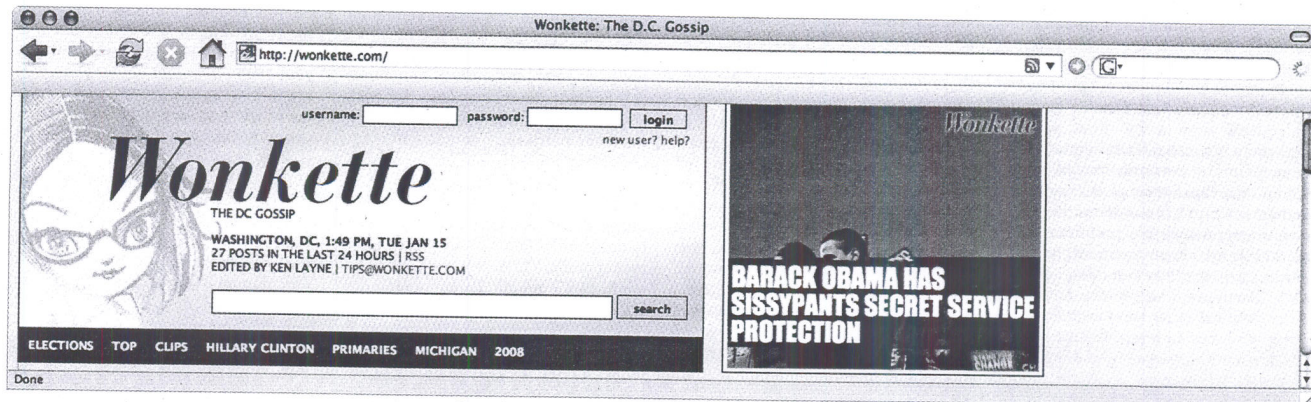 Wonkette: The D.C. Gossip
http://wonkette.com/
G
username: password: login
new user? help?
Wonkette
THE DC GOSSIP
WASHINGTON, DC, 1:49 PM, TUE JAN 15
27 POSTS IN THE LAST 24 HOURS | RSS
EDITED BY KEN LAYNE | TIPS@WONKETTE.COM
search
ELECTIONS TOP CLIPS HILLARY CLINTON PRIMARIES MICHIGAN 2008
Wonkette
BARACK OBAMA HAS
SISSYPANTS SECRET SERVICE
PROTECTION
CHANGE CH
Done